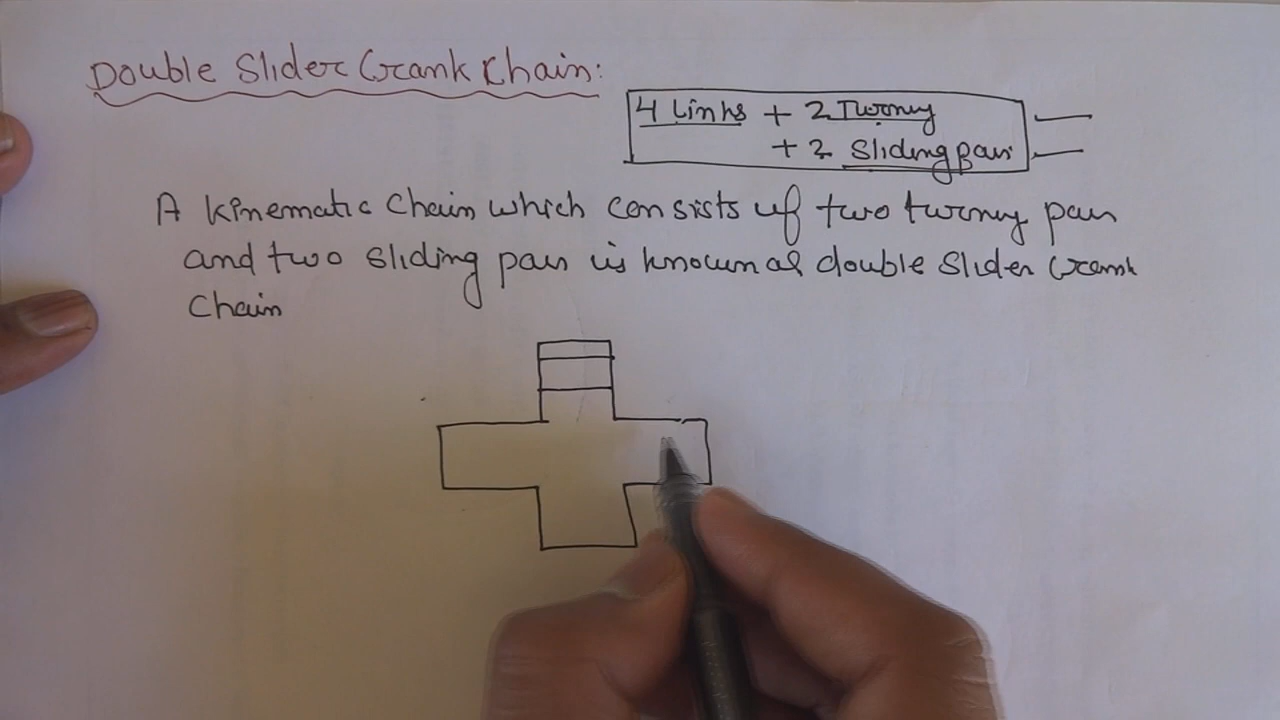 Double Slider Crank Chain:
4 Links + 2 Turning
+ 2 Sliding pair
A Kinematic Chain which consists of two turning pair
and two sliding pair is known as double slider Crank
Chain